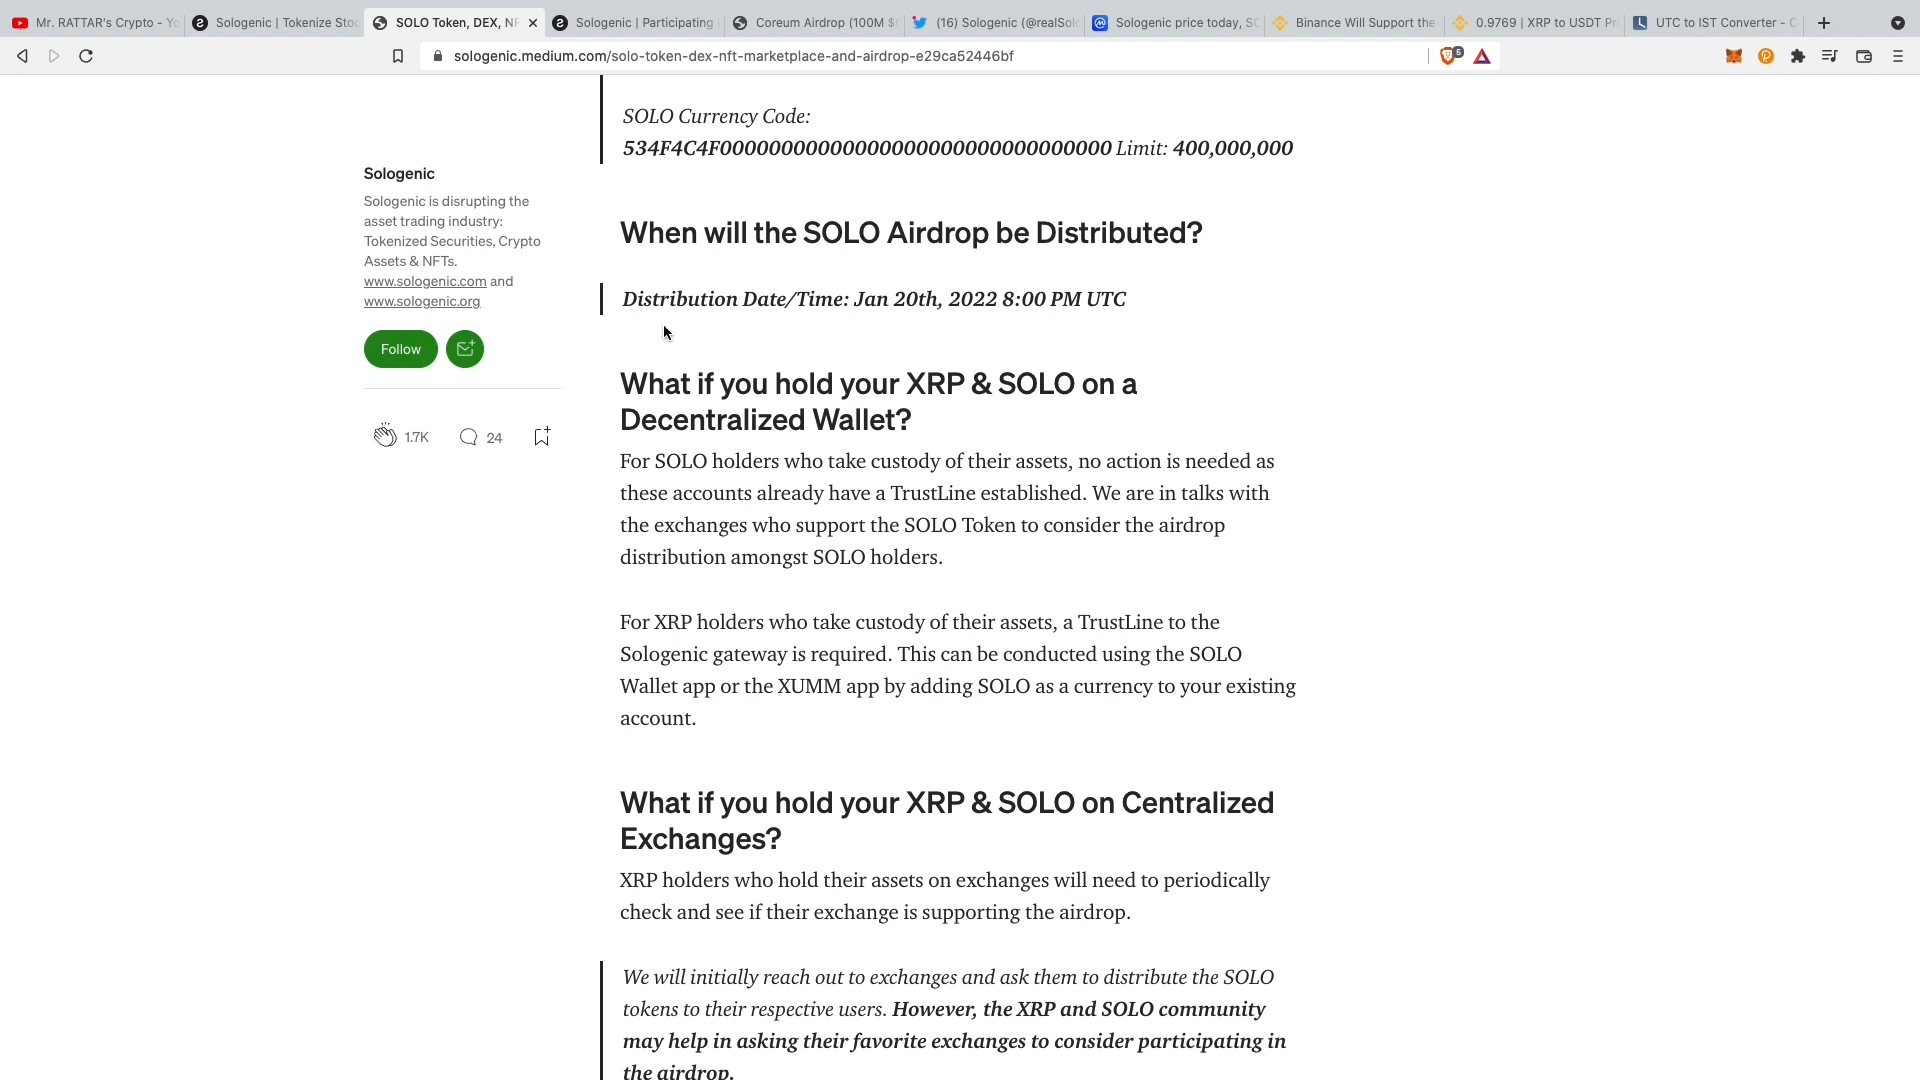 Mr. RATTAR's Crypto - Yo
Sologenic | Tokenize Stoc
SOLO Token, DEX, NF
Sologenic | Participating
Coreum Airdrop (100M $
(16) Sologenic (@realSolo
Sologenic price today, SO
Binance Will Support the
0.9769 | XRP to USDT Pr
UTC to IST Converter - C
sologenic.medium.com/solo-token-dex-nft-marketplace-and-airdrop-e29ca52446bf
5
Sologenic
Sologenic is disrupting the
asset trading industry:
Tokenized Securities, Crypto
Assets & NFTs.
www.sologenic.com and
www.sologenic.org
Follow
1.7K
24
SOLO Currency Code:
534F4C4F00000000000000000000000000000000 Limit: 400,000,000
When will the SOLO Airdrop be Distributed?
Distribution Date/Time: Jan 20th, 2022 8:00 PM UTC
What if you hold your XRP & SOLO on a
Decentralized Wallet?
For SOLO holders who take custody of their assets, no action is needed as
these accounts already have a TrustLine established. We are in talks with
the exchanges who support the SOLO Token to consider the airdrop
distribution amongst SOLO holders.
For XRP holders who take custody of their assets, a TrustLine to the
Sologenic gateway is required. This can be conducted using the SOLO
Wallet app or the XUMM app by adding SOLO as a currency to your existing
account.
What if you hold your XRP & SOLO on Centralized
Exchanges?
XRP holders who hold their assets on exchanges will need to periodically
check and see if their exchange is supporting the airdrop.
We will initially reach out to exchanges and ask them to distribute the SOLO
tokens to their respective users. However, the XRP and SOLO community
may help in asking their favorite exchanges to consider participating in
the airdrop.